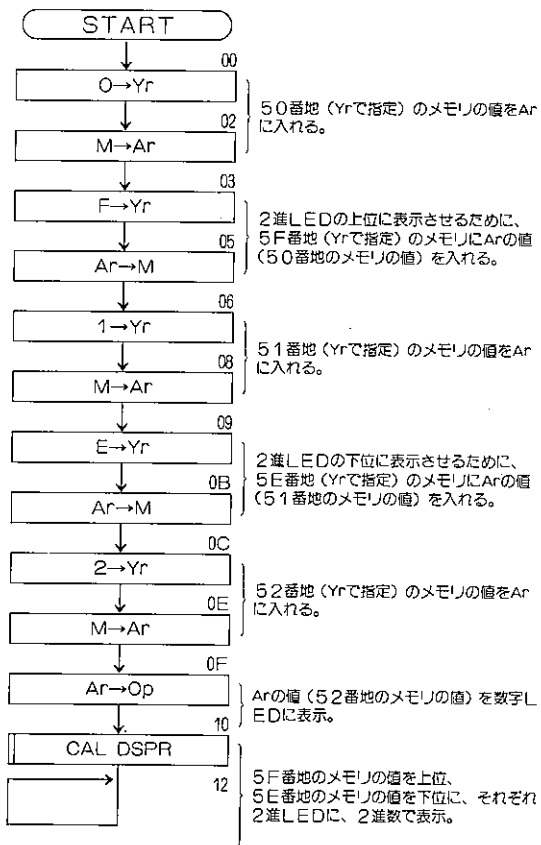 START
00
0→Yr
02
M→Ar
50番地（Yrで指定）のメモリの値をAr
に入れる。
03
F→Yr
05
Ar→M
2進LEDの上位に表示させるために、
5F番地（Yrで指定）のメモリにArの値
（50番地のメモリの値）を入れる。
06
1→Yr
08
M→Ar
51番地（Yrで指定）のメモリの値をAr
に入れる。
09
E→Yr
0B
Ar→M
2進LEDの下位に表示させるために、
5E番地（Yrで指定）のメモリにArの値
（51番地のメモリの値）を入れる。
0C
2→Yr
0E
M→Ar
52番地（Yrで指定）のメモリの値をAr
に入れる。
0F
Ar→Op
Arの値（52番地のメモリの値）を数字L
EDに表示。
10
CAL DSPR
12
5F番地のメモリの値を上位、
5E番地のメモリの値を下位に、それぞれ
2進LEDに、2進数で表示。